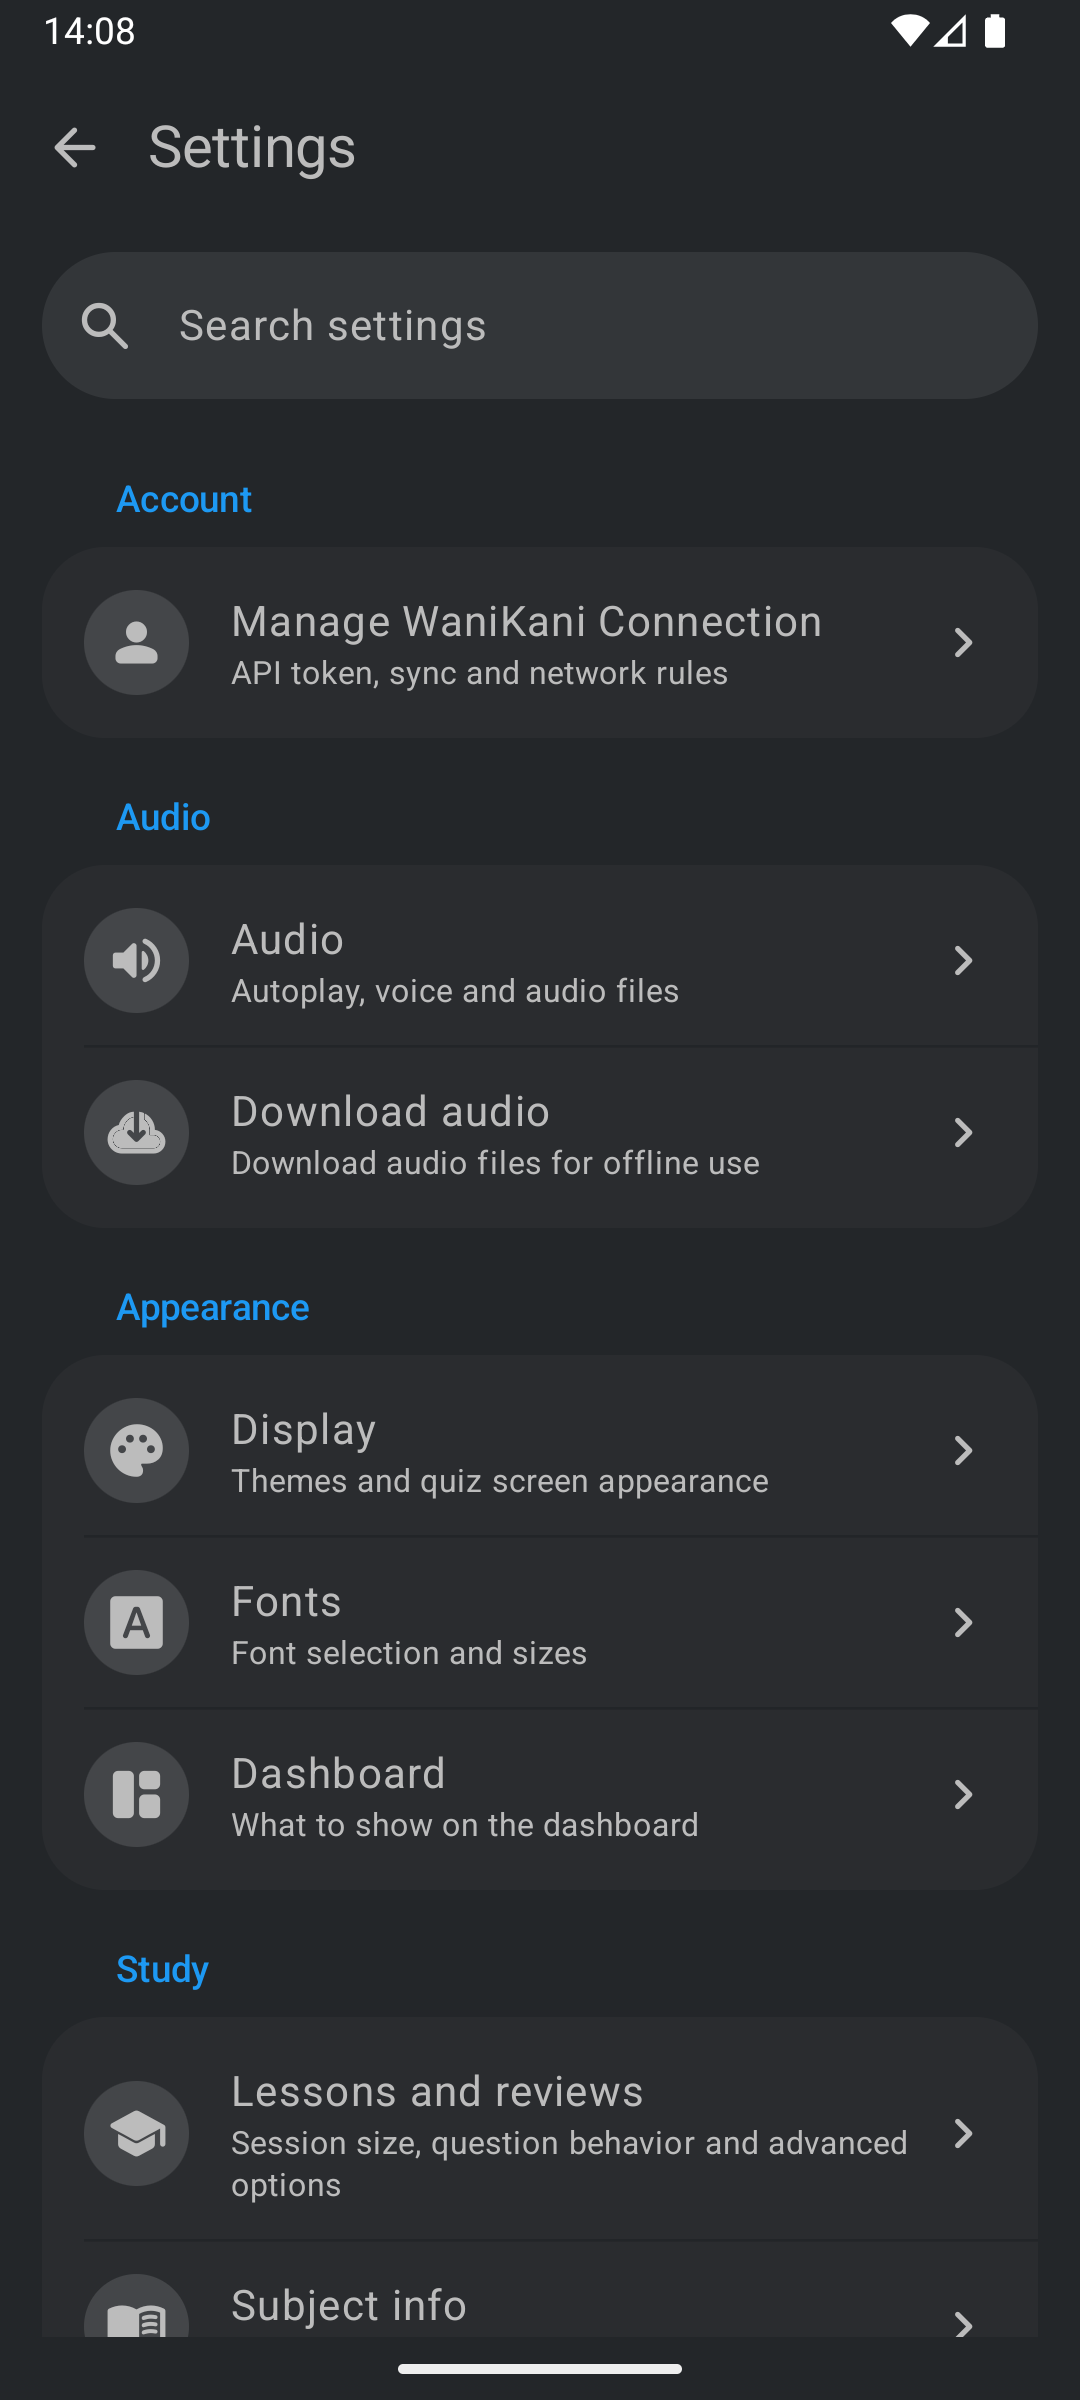 14:08
Settings
Search settings
Account
Manage WaniKani Connection
API token, sync and network rules
Audio
Audio
Autoplay, voice and audio files
Download audio
Download audio files for offline use
Appearance
Display
Themes and quiz screen appearance
A
Fonts
Font selection and sizes
Dashboard
What to show on the dashboard
Study
Lessons and reviews
Session size, question behavior and advanced
options
Subject info